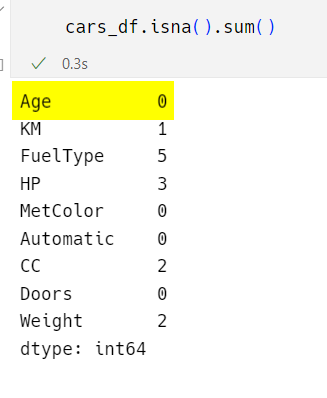 cars_df.isna().sum()
0.3s
Age 0
KM 1
FuelType 5
HP 3
MetColor 0
Automatic 0
CC 2
Doors 0
Weight 2
dtype: int64